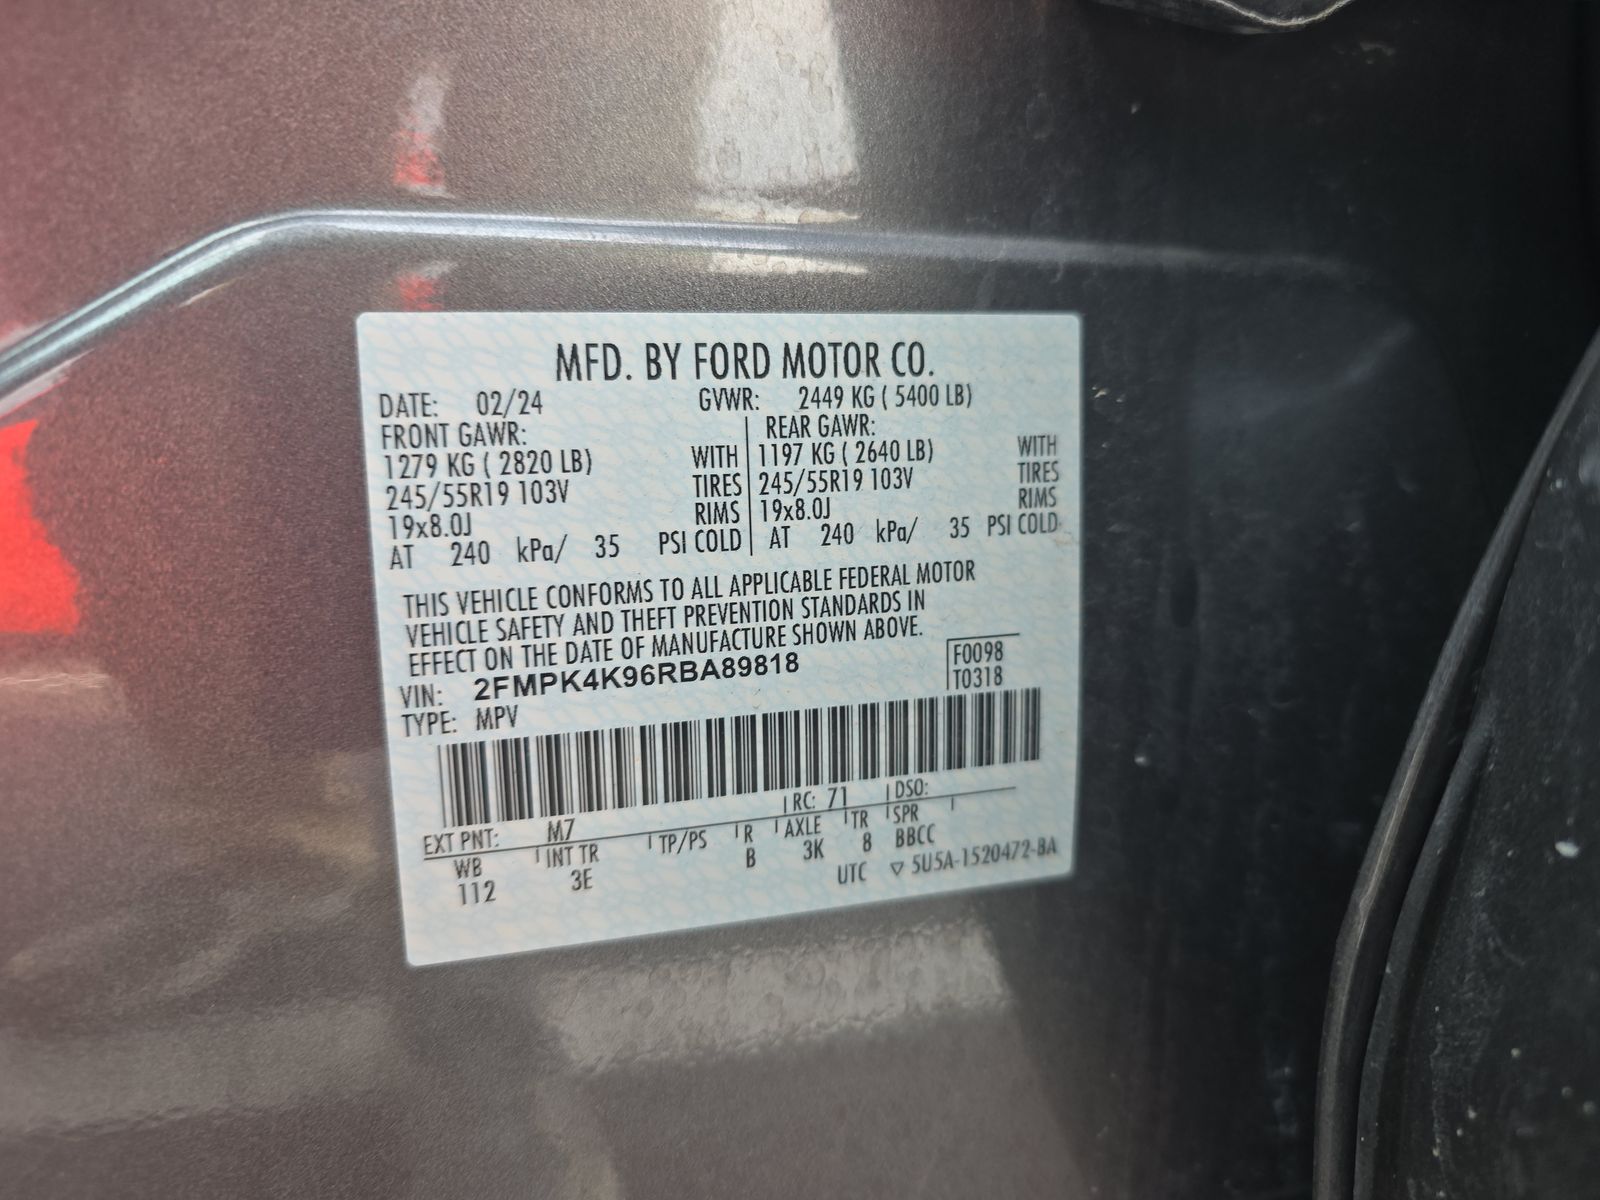 MFD. BY FORD MOTOR CO.
DATE: 02/24 GVWR: 2449 KG ( 5400 LB)
FRONT GAWR: REAR GAWR:
1279 KG ( 2820 LB) WITH 1197 KG ( 2640 LB) WITH
245/55R19 103V TIRES 245/55R19 103V TIRES
19x8.0J RIMS 19x8.0J RIMS
AT 240 kPa/ 35 PSI COLD AT 240 kPa/ 35 PSI COLD
THIS VEHICLE CONFORMS TO ALL APPLICABLE FEDERAL MOTOR
VEHICLE SAFETY AND THEFT PREVENTION STANDARDS IN
EFFECT ON THE DATE OF MANUFACTURE SHOWN ABOVE.
VIN: 2FMPK4K96RBA89818 F0098
TYPE: MPV T0318
RC: 71 DSO:
EXT PNT: M7
WB INT TR TP/PS R AXLE TR SPR
112 3E B 3K 8 BBCC
UTC ▽ 5U5A-1520472-BA